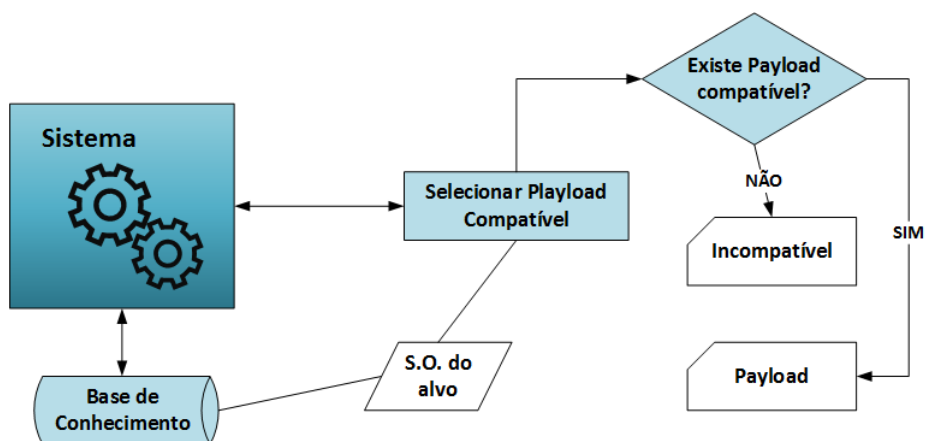 Sistema
Selecionar Playload
Compatível
Existe Payload
compatível?
NÃO
SIM
Incompatível
Payload
S.O. do
alvo
Base de
Conhecimento